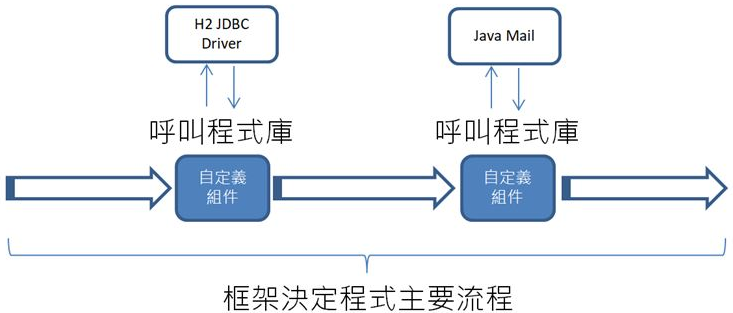 H2 JDBC
Driver
Java Mail
呼叫程式庫
呼叫程式庫
自定義
組件
自定義
組件
框架決定程式主要流程